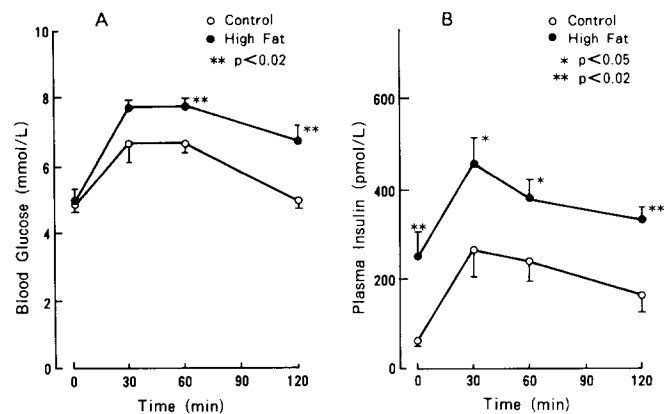 A
○ Control
● High Fat
** p<0.02
Blood Glucose (mmol/L)
10
8
6
4
2
0
**
**
0 30 60 90 120
Time (min)
B
○ Control
● High Fat
* p<0.05
** p<0.02
Plasma Insulin (pmol/L)
600
400
200
0
**
*
*
**
0 30 60 90 120
Time (min)